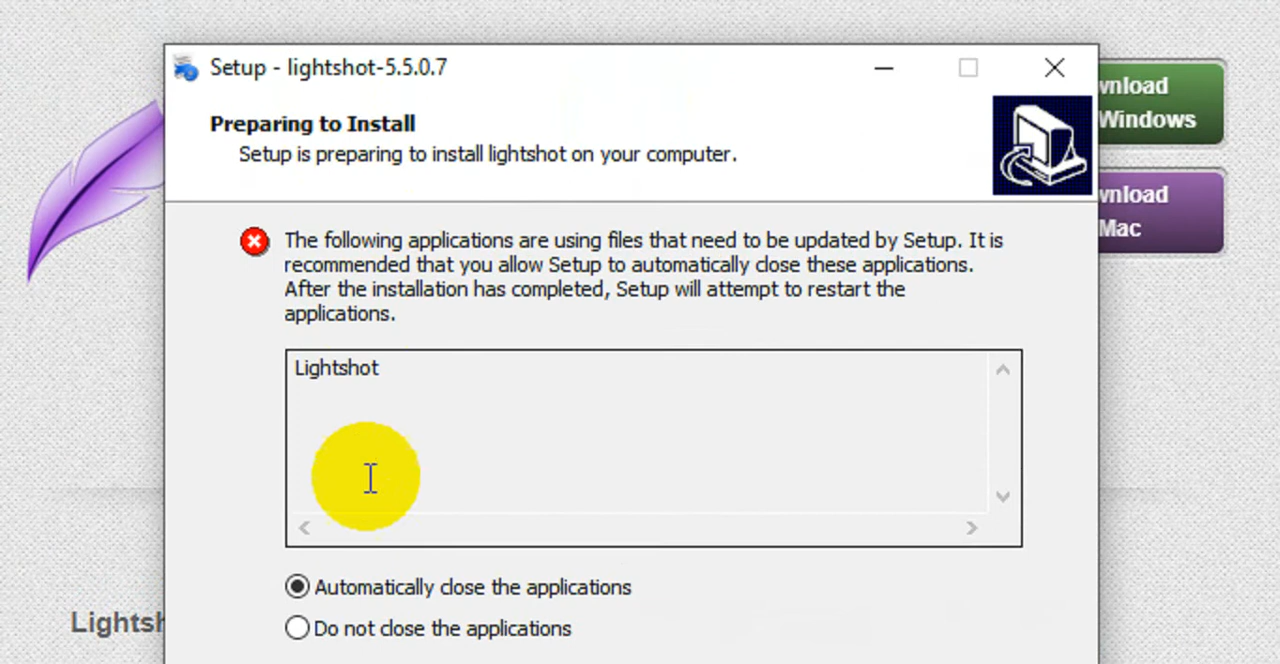 Setup - lightshot-5.5.0.7
wnload
Windows
Preparing to Install
Setup is preparing to install lightshot on your computer.
wnload
Mac
The following applications are using files that need to be updated by Setup. It is
recommended that you allow Setup to automatically close these applications.
After the installation has completed, Setup will attempt to restart the
applications.
Lightshot
Automatically close the applications
Lightsh
Do not close the applications